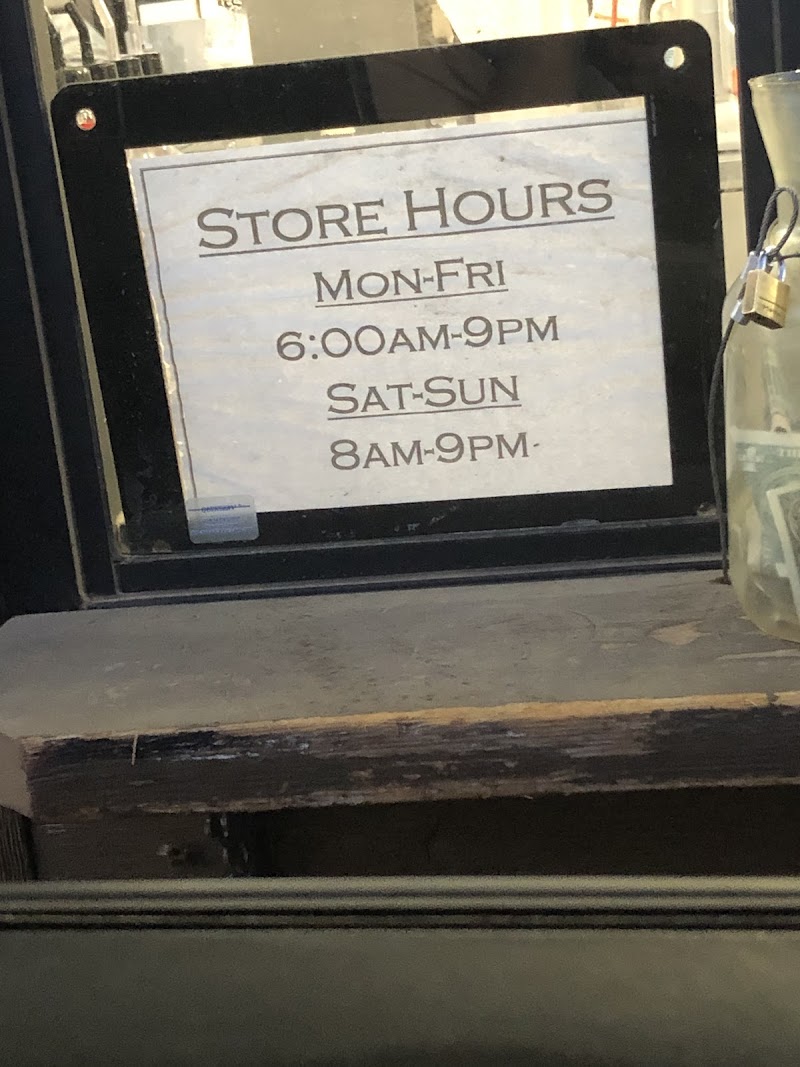 STORE HOURS
MON-FRI
6:00AM-9PM
SAT-SUN
8AM-9PM-